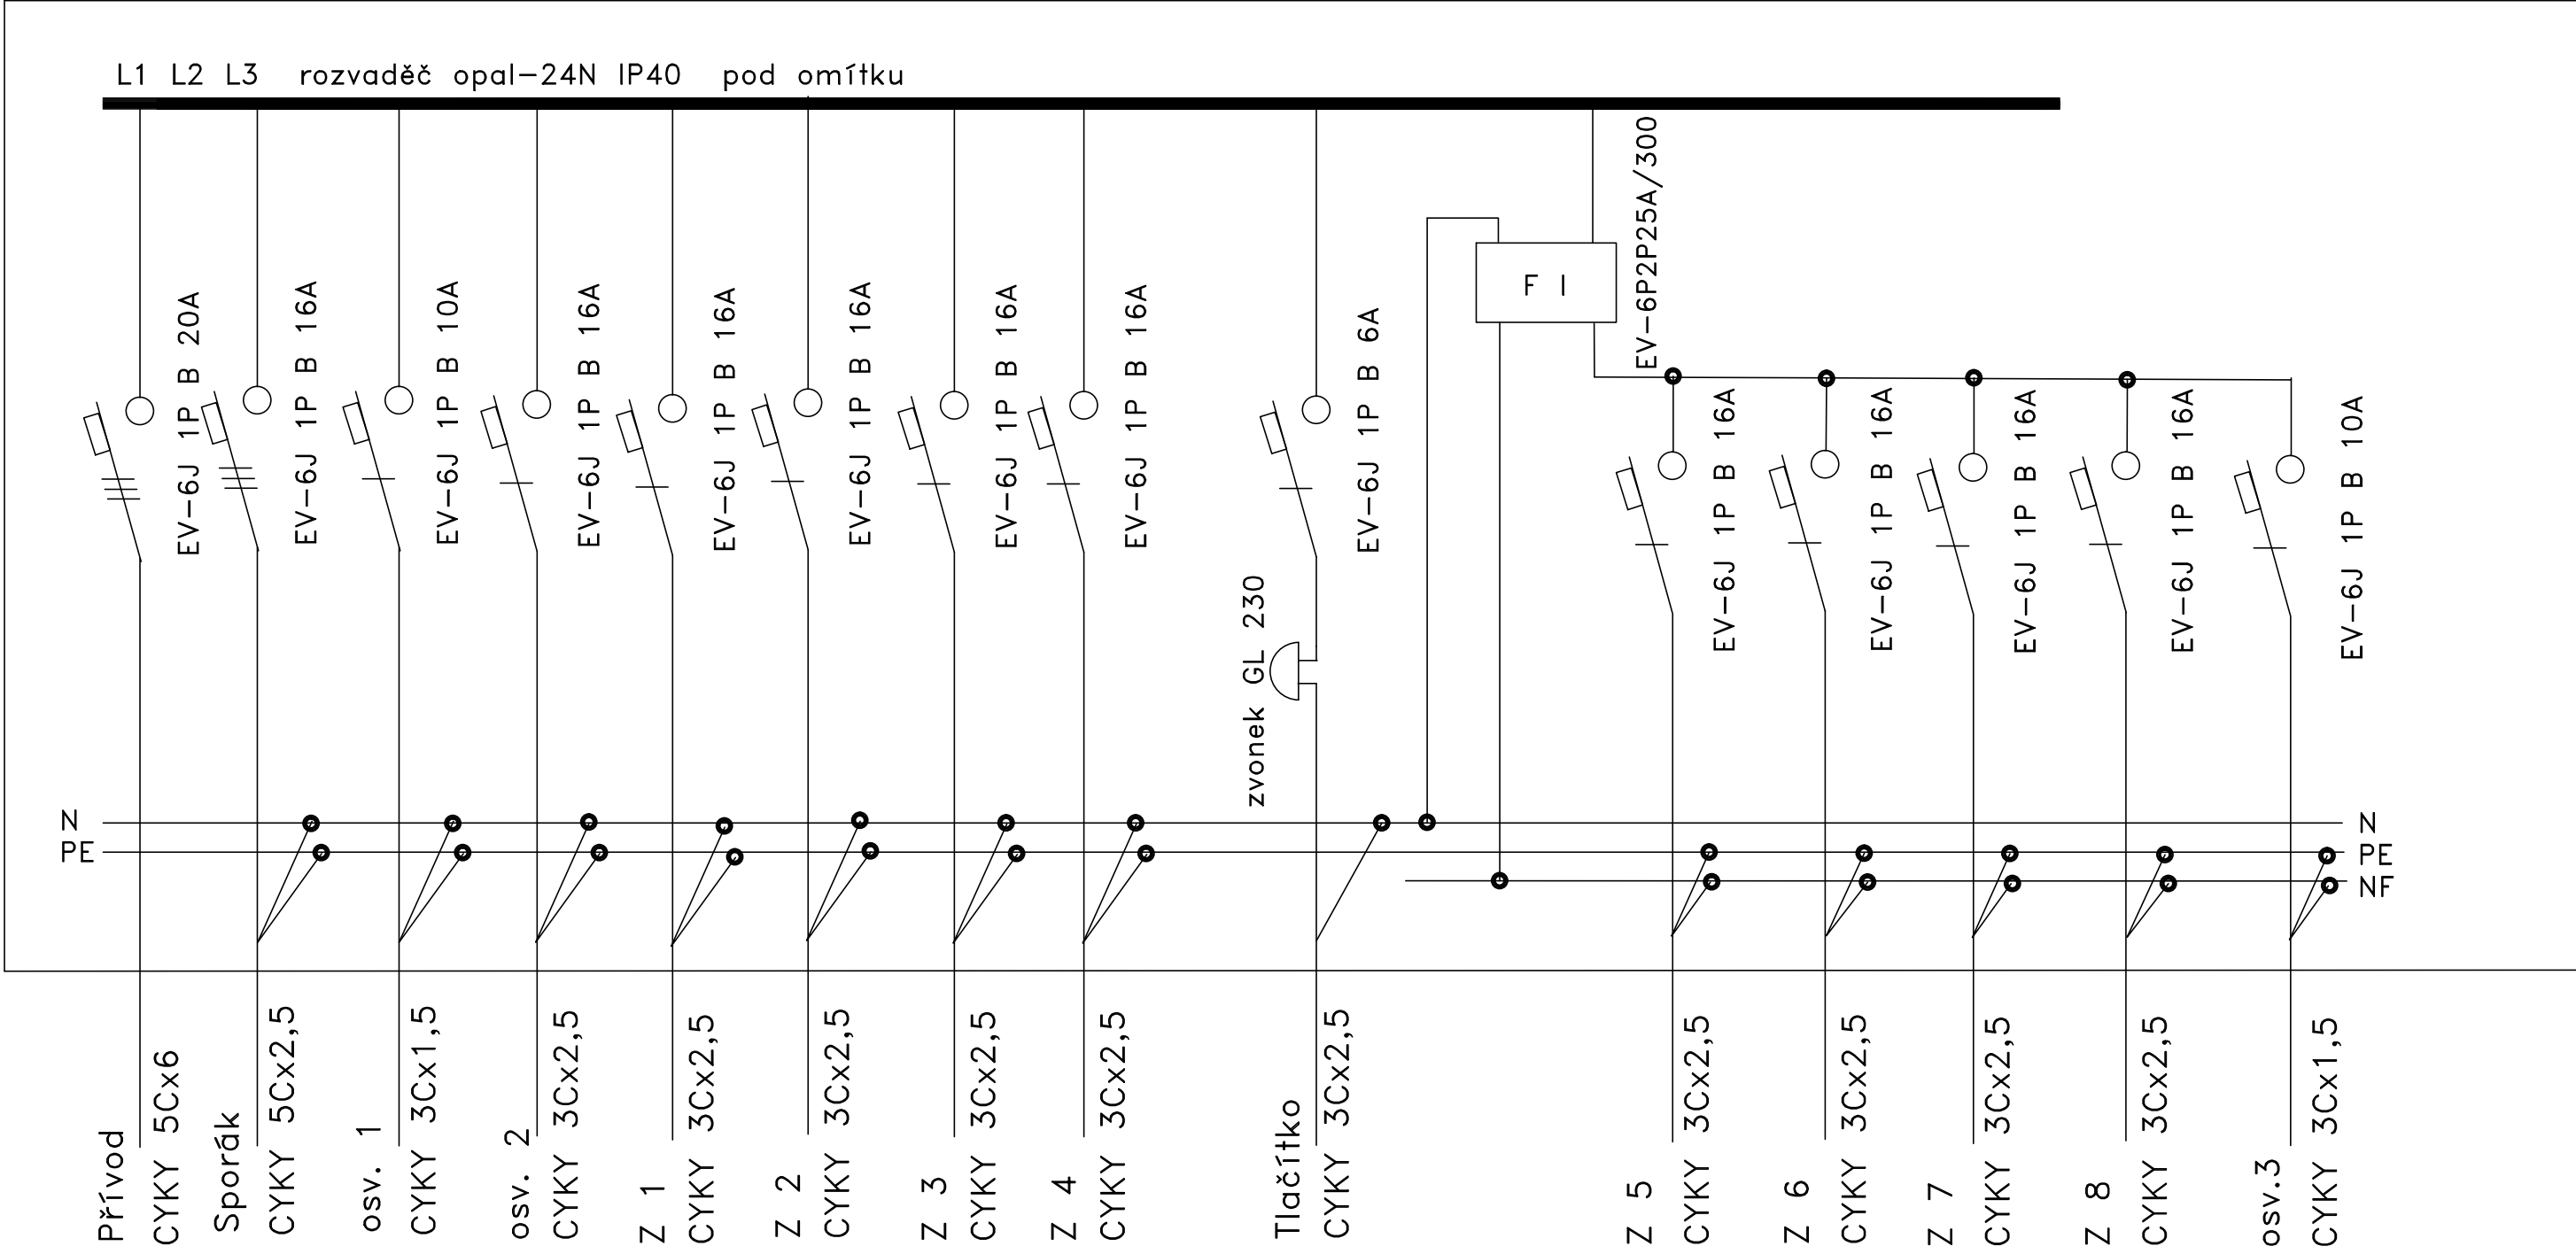 L1 L2 L3 rozvaděč opal-24N IP40 pod omítku
EV-6J 1P B 20A
EV-6J 1P B 16A
EV-6J 1P B 10A
EV-6J 1P B 16A
EV-6J 1P B 16A
EV-6J 1P B 16A
EV-6J 1P B 16A
EV-6J 1P B 16A
EV-6J 1P B 6A
zvonek GL 230
F I
EV-6P2P25A/300
EV-6J 1P B 16A
EV-6J 1P B 16A
EV-6J 1P B 16A
EV-6J 1P B 16A
EV-6J 1P B 10A
N
PE
N
PE
NF
Přívod
CYKY 5Cx6
Sporák
CYKY 5Cx2,5
osv. 1
CYKY 3Cx1,5
osv. 2
CYKY 3Cx2,5
Z 1
CYKY 3Cx2,5
Z 2
CYKY 3Cx2,5
Z 3
CYKY 3Cx2,5
Z 4
CYKY 3Cx2,5
Tlačítko
CYKY 3Cx2,5
Z 5
CYKY 3Cx2,5
Z 6
CYKY 3Cx2,5
Z 7
CYKY 3Cx2,5
Z 8
CYKY 3Cx2,5
osv.3
CYKY 3Cx1,5